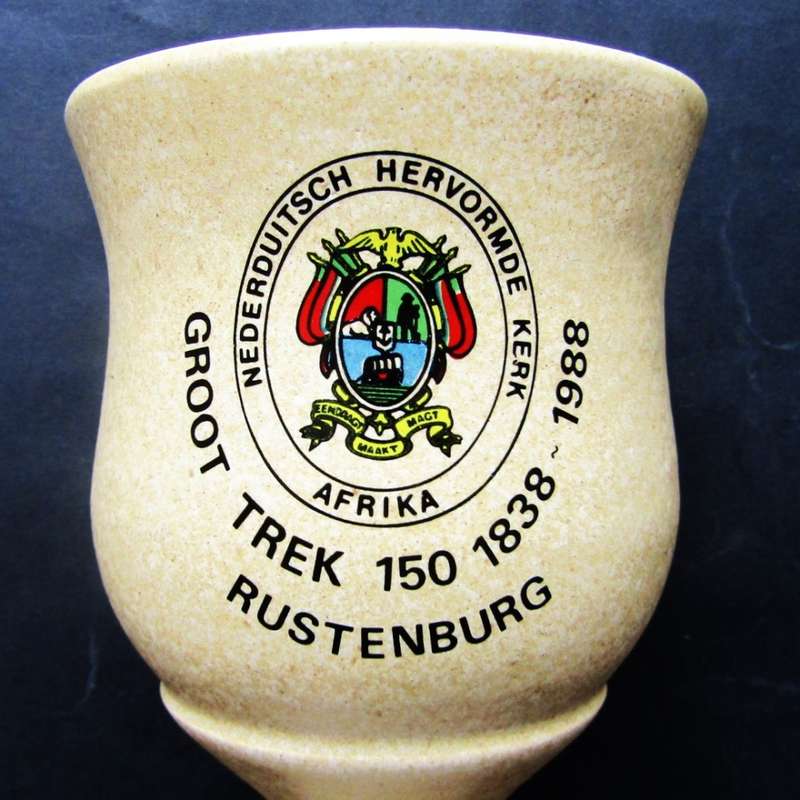 NEDERDUITSCH HERVORMDE KERK
AFRIKA
EENDRAGT
MAAKT
MAGT
GROOT TREK 150 1838~1988
RUSTENBURG